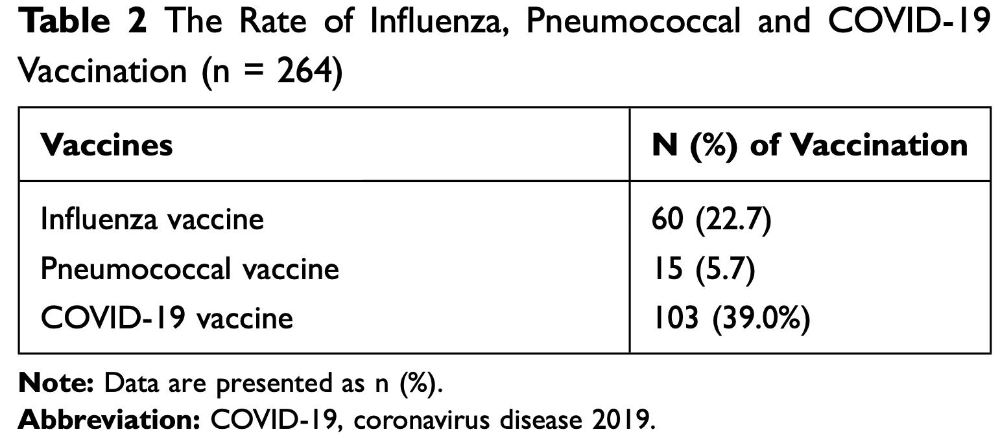 Table 2 The Rate of Influenza, Pneumococcal and COVID-19
Vaccination (n = 264)
Vaccines N (%) of Vaccination
Influenza vaccine 60 (22.7)
Pneumococcal vaccine 15 (5.7)
COVID-19 vaccine 103 (39.0%)
Note: Data are presented as n (%).
Abbreviation: COVID-19, coronavirus disease 2019.